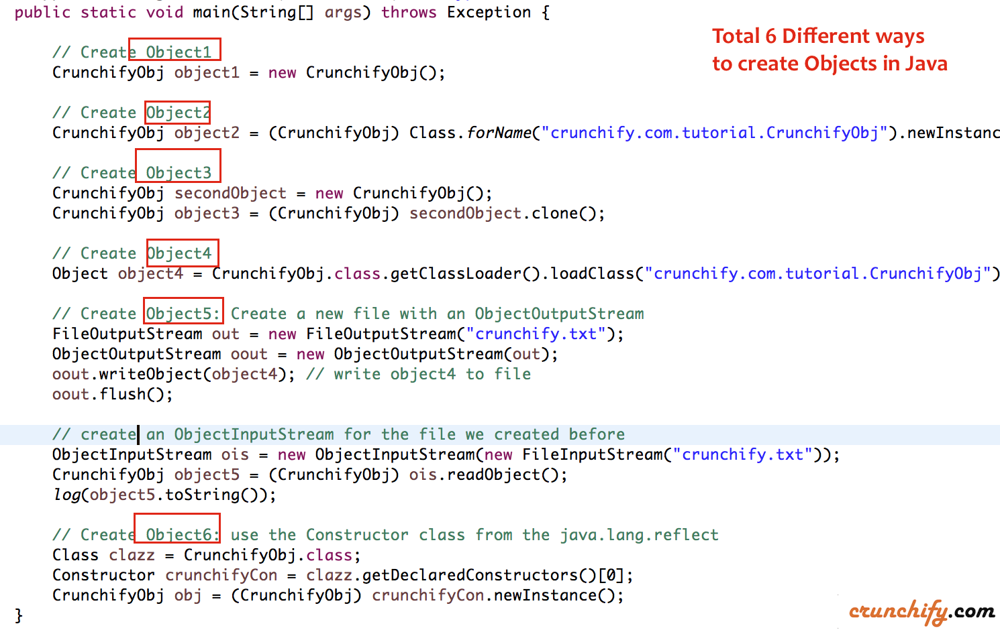 public static void main(String[] args) throws Exception {
Total 6 Different ways
to create Objects in Java
// Create Object1
CrunchifyObj object1 = new CrunchifyObj();
// Create Object2
CrunchifyObj object2 = (CrunchifyObj) Class.forName("crunchify.com.tutorial.CrunchifyObj").newInstanc
// Create Object3
CrunchifyObj secondObject = new CrunchifyObj();
CrunchifyObj object3 = (CrunchifyObj) secondObject.clone();
// Create Object4
Object object4 = CrunchifyObj.class.getClassLoader().loadClass("crunchify.com.tutorial.CrunchifyObj")
// Create Object5: Create a new file with an ObjectOutputStream
FileOutputStream out = new FileOutputStream("crunchify.txt");
ObjectOutputStream oout = new ObjectOutputStream(out);
oout.writeObject(object4); // write object4 to file
oout.flush();
// create an ObjectInputStream for the file we created before
ObjectInputStream ois = new ObjectInputStream(new FileInputStream("crunchify.txt"));
CrunchifyObj object5 = (CrunchifyObj) ois.readObject();
log(object5.toString());
// Create Object6: use the Constructor class from the java.lang.reflect
Class clazz = CrunchifyObj.class;
Constructor crunchifyCon = clazz.getDeclaredConstructors()[0];
CrunchifyObj obj = (CrunchifyObj) crunchifyCon.newInstance();
}
crunchify.com